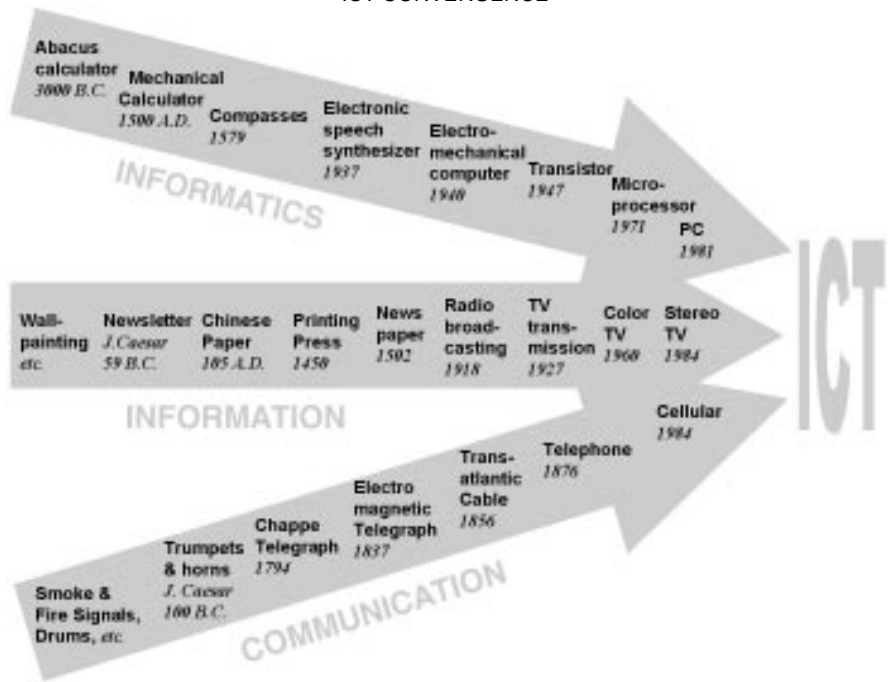 Abacus
calculator
3000 B.C.
Mechanical
Calculator
1500 A.D.
Compasses
1579
Electronic
speech
synthesizer
1937
Electro-
mechanical
computer
1940
Transistor
1947
Micro-
processor
1971
PC
1981
INFORMATICS
Wall-
painting
etc.
Newsletter
J.Caesar
59 B.C.
Chinese
Paper
105 A.D.
Printing
Press
1450
News
paper
1502
Radio
broad-
casting
1918
TV
trans-
mission
1927
Color
TV
1960
Stereo
TV
1984
INFORMATION
ICT
Cellular
1984
Telephone
1876
Trans-
atlantic
Cable
1856
Electro
magnetic
Telegraph
1837
Chappe
Telegraph
1794
Trumpets
& horns
J. Caesar
100 B.C.
Smoke &
Fire Signals,
Drums, etc.
COMMUNICATION